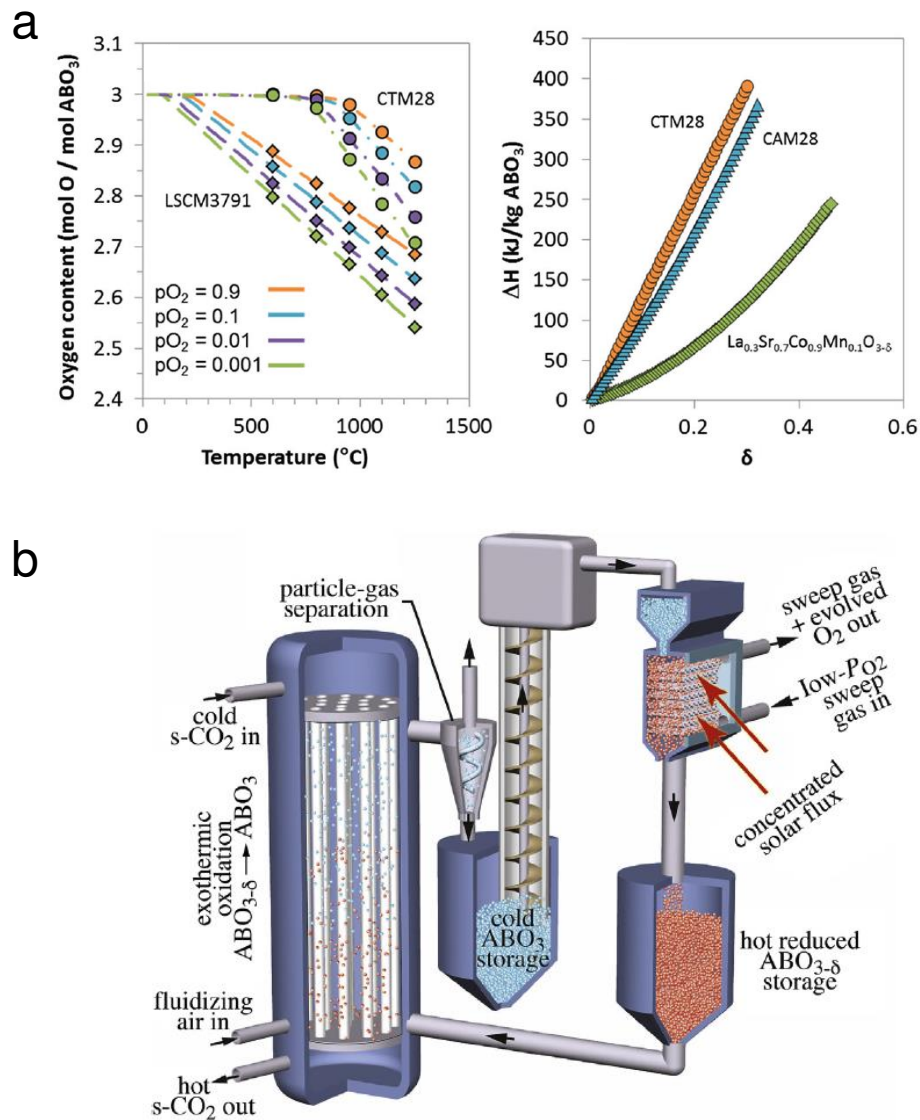 a
3.1
3
2.9
2.8
2.7
2.6
2.5
2.4
0
500
1000
1500
Oxygen content (mol O / mol ABO₃)
Temperature (°C)
CTM28
LSCM3791
pO₂ = 0.9
pO₂ = 0.1
pO₂ = 0.01
pO₂ = 0.001
450
400
350
300
250
200
150
100
50
0
0
0.2
0.4
0.6
ΔH (kJ/kg ABO₃)
δ
CTM28
CAM28
La₀.₃Sr₀.₇Co₀.₉Mn₀.₁O₃₋δ
b
particle-gas
separation
cold
s-CO₂ in
exothermic
oxidation
ABO₃₋δ → ABO₃
fluidizing
air in
hot
s-CO₂ out
cold
ABO₃
storage
sweep gas
+ evolved
O₂ out
low-P O₂
sweep
gas in
concentrated
solar flux
hot reduced
ABO₃₋δ
storage